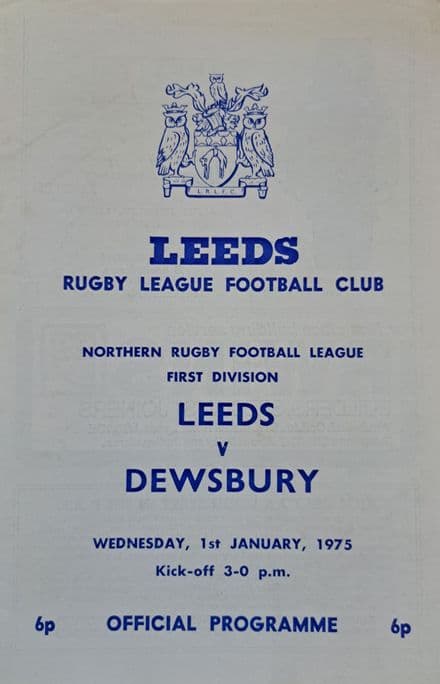 L.R.L.F.C.
LEEDS
RUGBY LEAGUE FOOTBALL CLUB
NORTHERN RUGBY FOOTBALL LEAGUE
FIRST DIVISION
LEEDS
V
DEWSBURY
WEDNESDAY, 1st JANUARY, 1975
Kick-off 3-0 p.m.
6p OFFICIAL PROGRAMME 6p